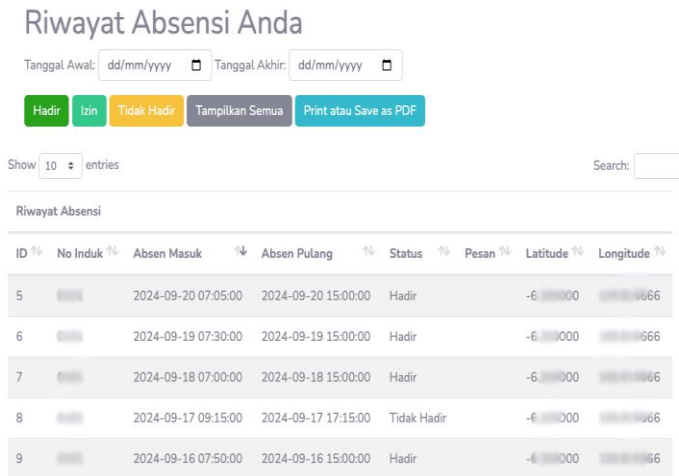 Riwayat Absensi Anda
Tanggal Awal: dd/mm/yyyy Tanggal Akhir: dd/mm/yyyy
Hadir Izin Tidak Hadir Tampilkan Semua Print atau Save as PDF
Show 10 entries Search:
Riwayat Absensi
ID No Induk Absen Masuk Absen Pulang Status Pesan Latitude Longitude
5 2024-09-20 07:05:00 2024-09-20 15:00:00 Hadir
6 2024-09-19 07:30:00 2024-09-19 15:00:00 Hadir
7 2024-09-18 07:00:00 2024-09-18 15:00:00 Hadir
8 2024-09-17 09:15:00 2024-09-17 17:15:00 Tidak Hadir
9 2024-09-16 07:50:00 2024-09-16 15:00:00 Hadir